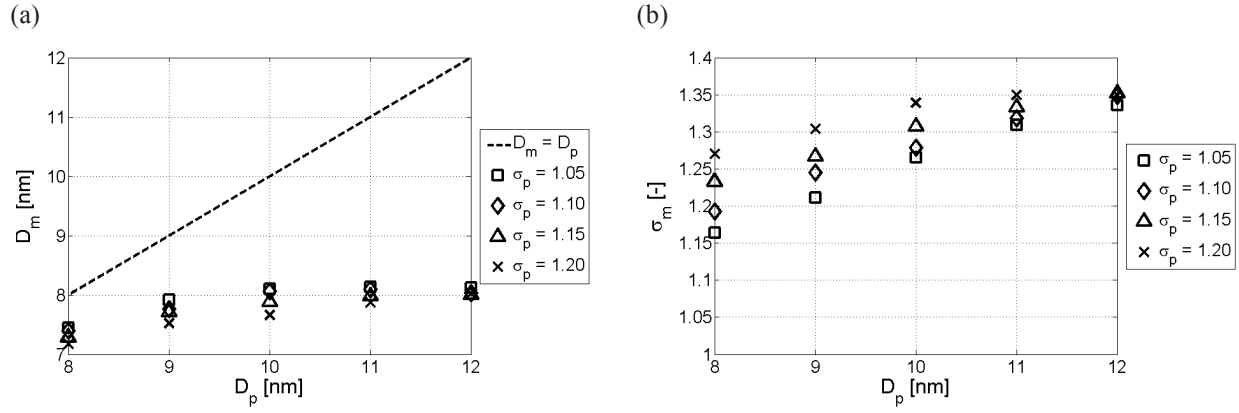 (a)
(b)
12
11
10
9
8
7
D_m [nm]
8 9 10 11 12
D_p [nm]
D_m = D_p
σ_p = 1.05
σ_p = 1.10
σ_p = 1.15
σ_p = 1.20
1.4
1.35
1.3
1.25
1.2
1.15
1.1
1.05
1
σ_m [-]
8 9 10 11 12
D_p [nm]
σ_p = 1.05
σ_p = 1.10
σ_p = 1.15
σ_p = 1.20